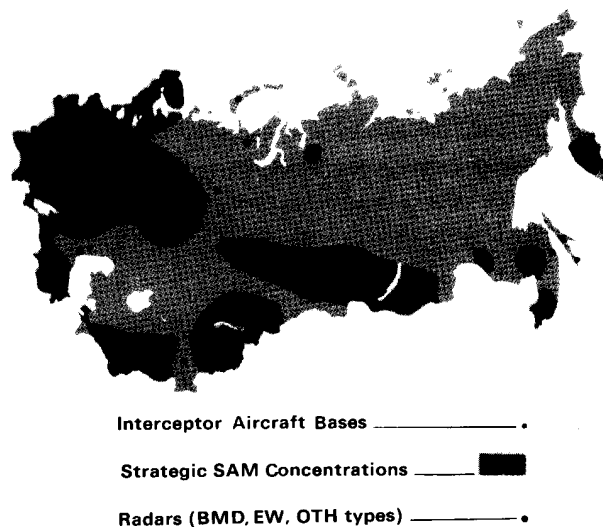 Interceptor Aircraft Bases
Strategic SAM Concentrations
Radars (BMD, EW, OTH types)